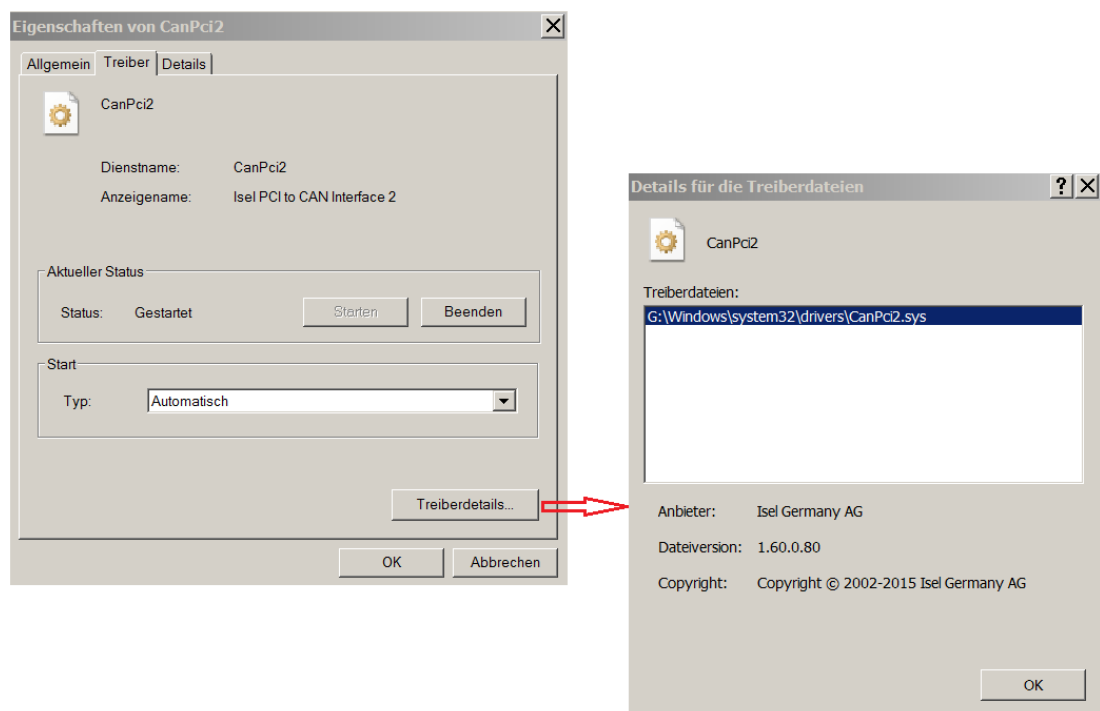 Eigenschaften von CanPci2
Allgemein Treiber Details
CanPci2
Dienstname: CanPci2
Anzeigename: Isel PCI to CAN Interface 2
Aktueller Status
Status: Gestartet Starten Beenden
Start
Typ: Automatisch
Treiberdetails...
OK Abbrechen
Details für die Treiberdateien
CanPci2
Treiberdateien:
G:\Windows\system32\drivers\CanPci2.sys
Anbieter: Isel Germany AG
Dateiversion: 1.60.0.80
Copyright: Copyright © 2002-2015 Isel Germany AG
OK